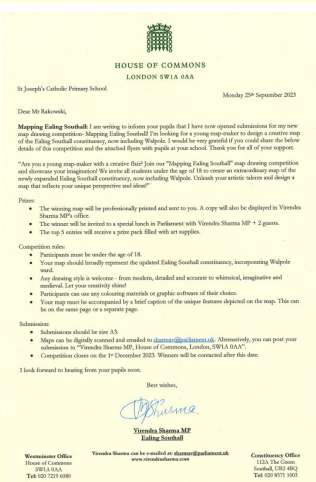 HOUSE OF COMMONS
LONDON SW1A 0AA
St Joseph's Catholic Primary School
Monday 25th September 2023
Dear Mr Rakowski,
Mapping Ealing Southall: I am writing to inform your pupils that I have now opened submissions for my new
map drawing competition- Mapping Ealing Southall! I'm looking for a young map-maker to design a creative map
of the Ealing Southall constituency, now including Walpole. I would be very grateful if you could share the below
details of this competition and the attached flyers with pupils at your school. Thank you for all of your support.
"Are you a young map-maker with a creative flair? Join our "Mapping Ealing Southall" map drawing competition
and showcase your imagination! We invite all students under the age of 18 to create an extraordinary map of the
newly expanded Ealing Southall constituency, now including Walpole. Unleash your artistic talents and design a
map that reflects your unique perspective and ideas!"
Prizes:
• The winning map will be professionally printed and sent to you. A copy will also be displayed in Virendra
Sharma MP's office.
• The winner will be invited to a special lunch in Parliament with Virendra Sharma MP + 2 guests.
• The top 5 entries will receive a prize pack filled with art supplies.
Competition rules:
• Participants must be under the age of 18.
• Your map should broadly represent the updated Ealing Southall constituency, incorporating Walpole
ward.
• Any drawing style is welcome - from modern, detailed and accurate to whimsical, imaginative and
medieval. Let your creativity shine!
• Participants can use any colouring materials or graphic software of their choice.
• Your map must be accompanied by a brief caption of the unique features depicted on the map. This can
be on the same page or a separate page.
Submission:
• Submissions should be size A3.
• Maps can be digitally scanned and emailed to sharmav@parliament.uk. Alternatively, you can post your
submission to "Virendra Sharma MP, House of Commons, London, SW1A 0AA".
• Competition closes on the 1st December 2023. Winners will be contacted after this date.
I look forward to hearing from your pupils soon.
Best wishes,
Virendra Sharma MP
Ealing Southall
Westminster Office
House of Commons
SW1A 0AA
Tel: 020 7219 6080
Virendra Sharma can be e-mailed at: sharmav@parliament.uk
www.virendrasharma.com
Constituency Office
112A The Green
Southall, UB2 4BQ
Tel: 020 8571 1003